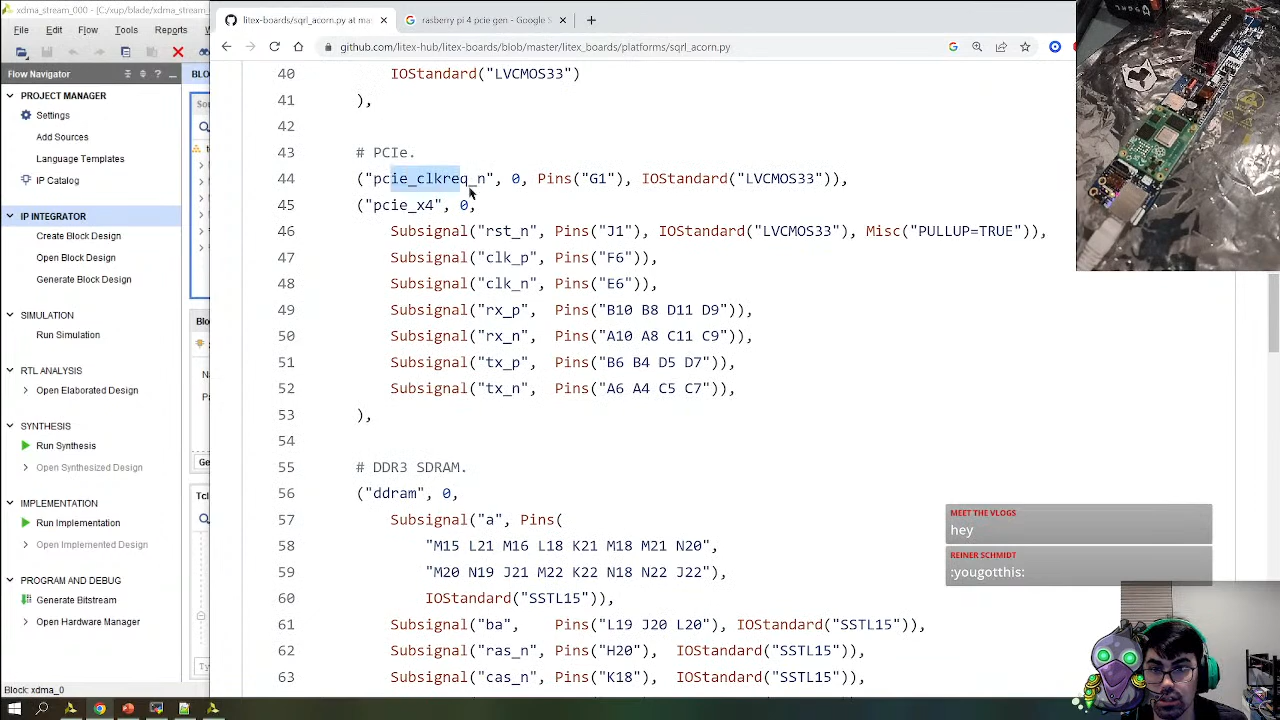 xdma_stream_0
File
Edit
Flow
Tools
Reports
Flow Navigator
PROJECT MANAGER
Settings
Add Sources
Language Templates
IP Catalog
IP INTEGRATOR
Create Block Design
Open Block Design
Generate Block Design
SIMULATION
Run Simulation
RTL ANALYSIS
Open Elaborated Design
SYNTHESIS
Run Synthesis
Open Synthesized Design
IMPLEMENTATION
Run Implementation
Open Implemented Design
PROGRAM AND DEBUG
Generate Bitstream
Open Hardware Manager
Block: xdma_0
litex-boards/sqrl_acorn.py at mas
rasberry pi 4 pcie gen - Google S
github.com/litex-hub/litex-boards/blob/master/litex_boards/platforms/sqrl_acorn.py
40 IOStandard("LVCMOS33")
41 ),
42
43 # PCIe.
44 ("pcie_clkreq_n", 0, Pins("G1"), IOStandard("LVCMOS33")),
45 ("pcie_x4", 0,
46 Subsignal("rst_n", Pins("J1"), IOStandard("LVCMOS33"), Misc("PULLUP=TRUE")),
47 Subsignal("clk_p", Pins("F6")),
48 Subsignal("clk_n", Pins("E6")),
49 Subsignal("rx_p", Pins("B10 B8 D11 D9")),
50 Subsignal("rx_n", Pins("A10 A8 C11 C9")),
51 Subsignal("tx_p", Pins("B6 B4 D5 D7")),
52 Subsignal("tx_n", Pins("A6 A4 C5 C7")),
53 ),
54
55 # DDR3 SDRAM.
56 ("ddram", 0,
57 Subsignal("a", Pins(
58 "M15 L21 M16 L18 K21 M18 M21 N20",
59 "M20 N19 J21 M22 K22 N18 N22 J22"),
60 IOStandard("SSTL15")),
61 Subsignal("ba", Pins("L19 J20 L20"), IOStandard("SSTL15")),
62 Subsignal("ras_n", Pins("H20"), IOStandard("SSTL15")),
63 Subsignal("cas_n", Pins("K18"), IOStandard("SSTL15")),
MEET THE VLOGS
hey
REINER SCHMIDT
:yougotthis: